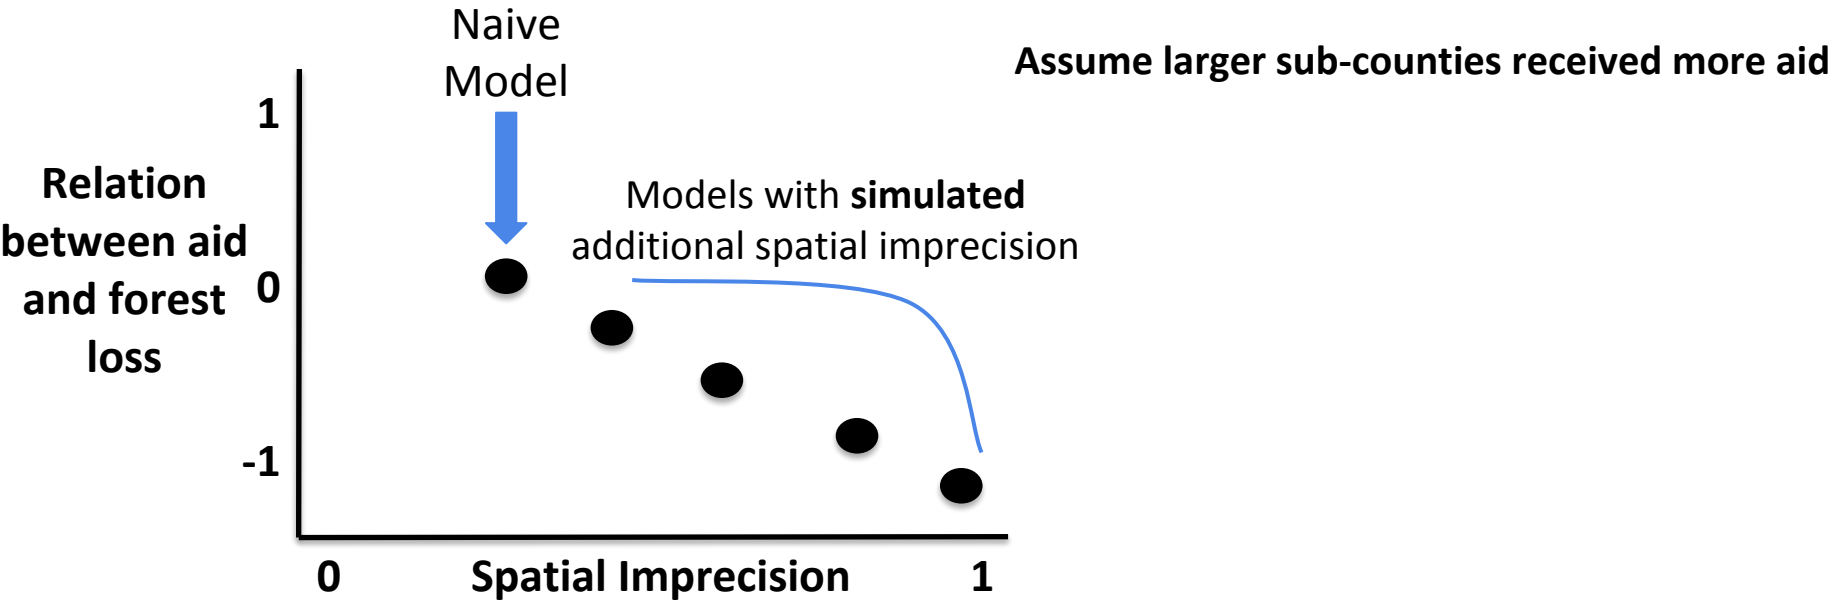 Naive
Model
Assume larger sub-counties received more aid
1
Relation
between aid
and forest
loss
0
-1
Models with simulated
additional spatial imprecision
0
Spatial Imprecision
1